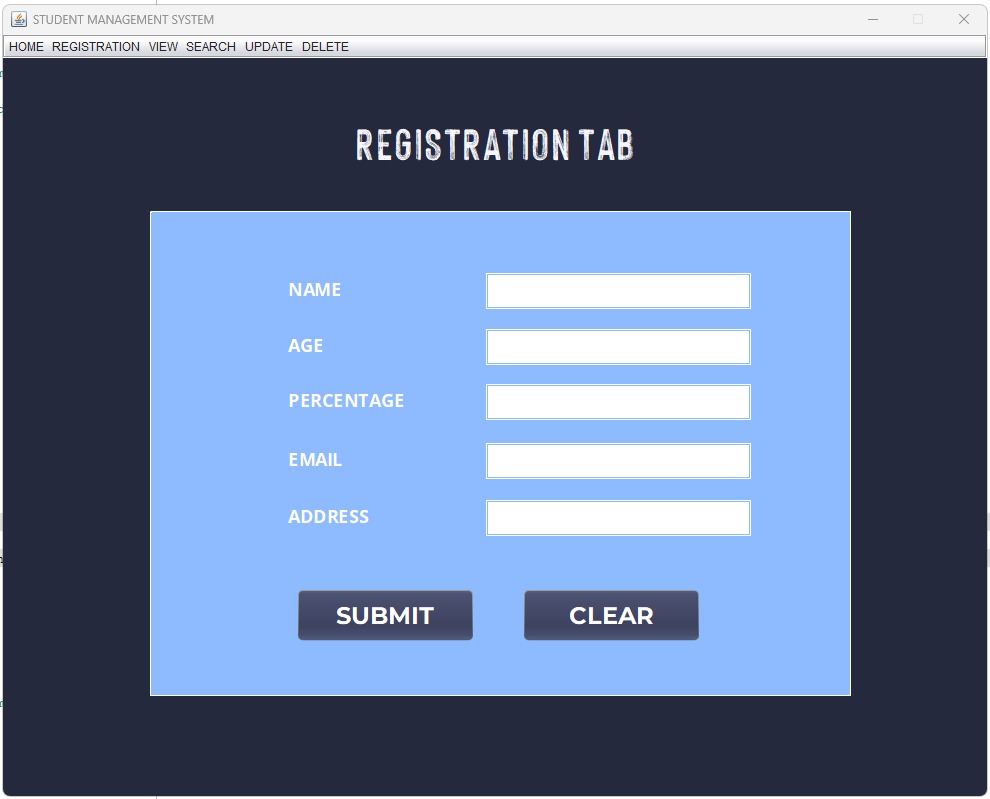 STUDENT MANAGEMENT SYSTEM
HOME REGISTRATION VIEW SEARCH UPDATE DELETE
REGISTRATION TAB
NAME
AGE
PERCENTAGE
EMAIL
ADDRESS
SUBMIT CLEAR